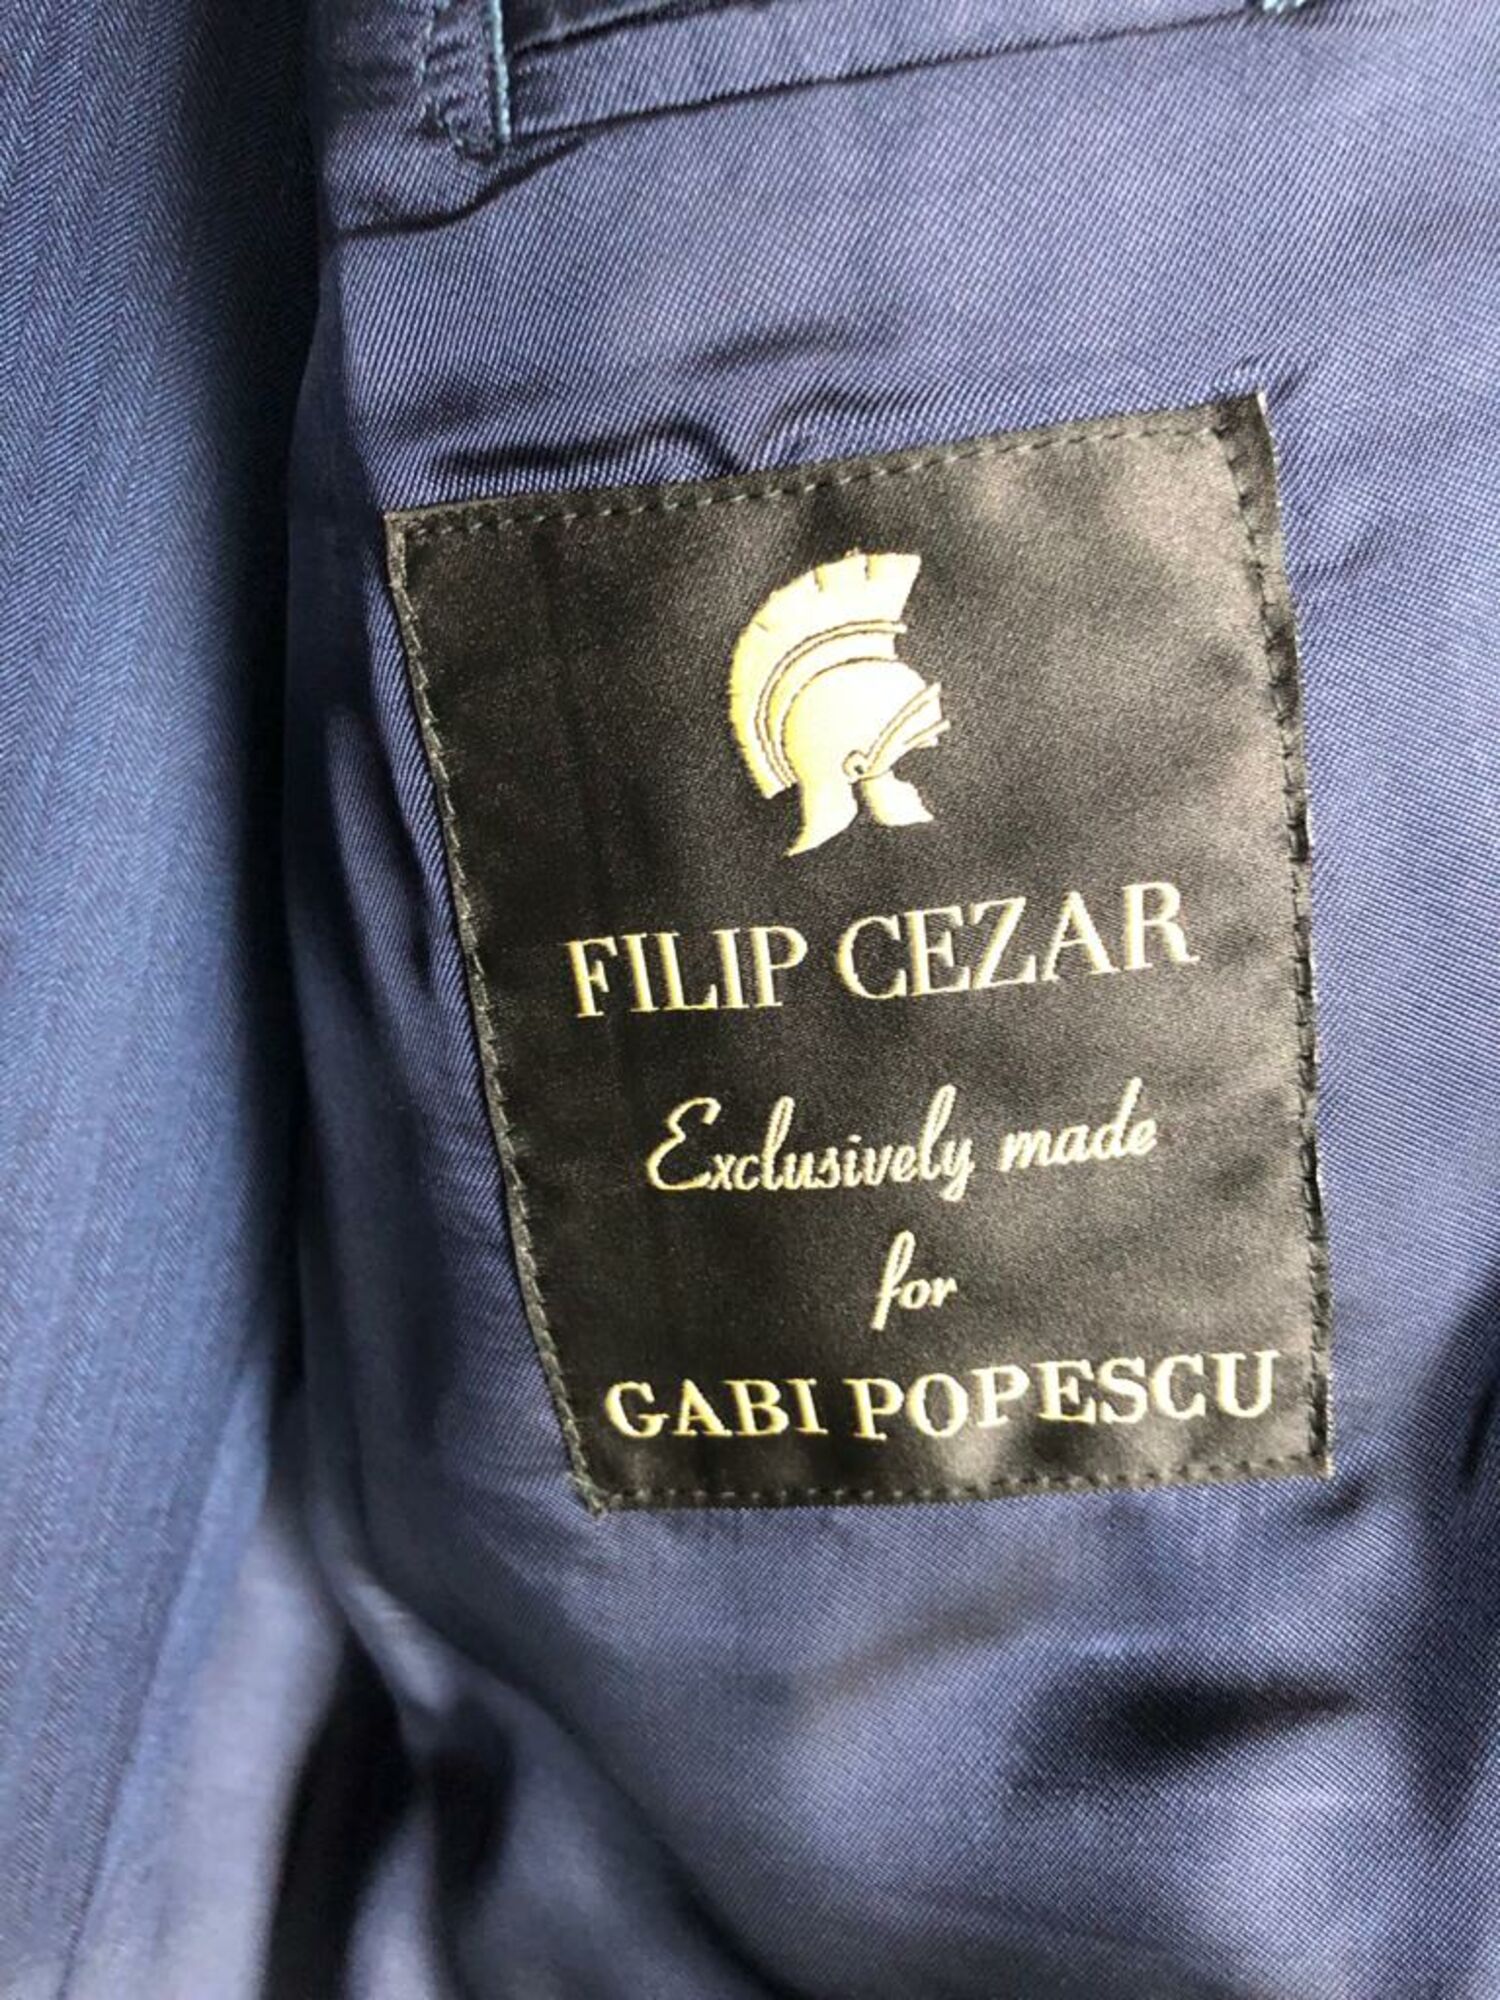 FILIP CEZAR
Exclusively made
for
GABI POPESCU